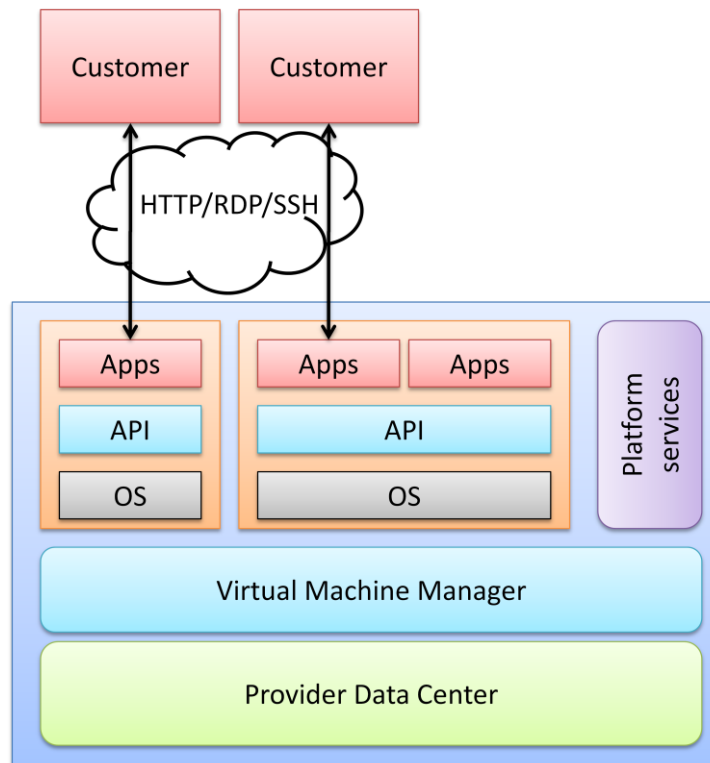 Customer
Customer
HTTP/RDP/SSH
Apps
Apps
Apps
API
API
OS
OS
Platform
services
Virtual Machine Manager
Provider Data Center